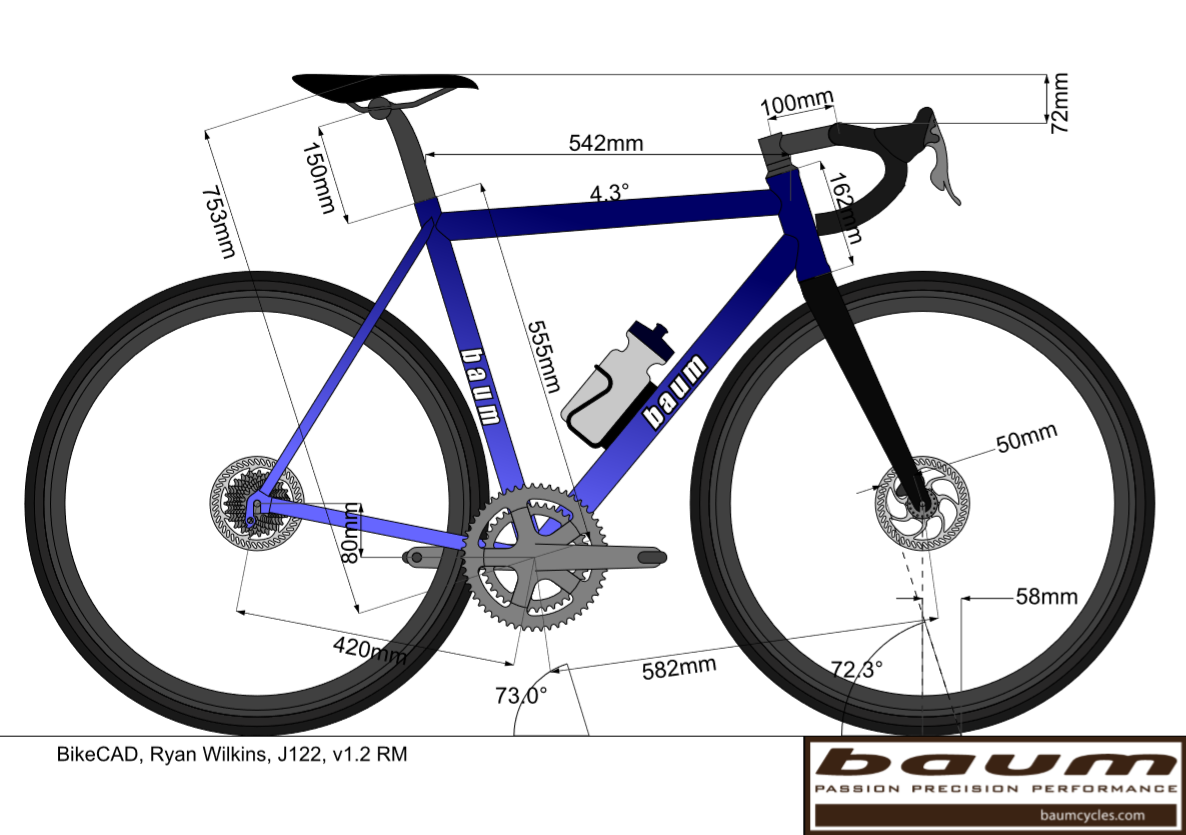 100mm
72mm
542mm
150mm
4.3°
162mm
753mm
555mm
baum
baum
50mm
80mm
58mm
420mm
582mm
72.3°
73.0°
BikeCAD, Ryan Wilkins, J122, v1.2 RM
baum
PASSION PRECISION PERFORMANCE
baumcycles.com